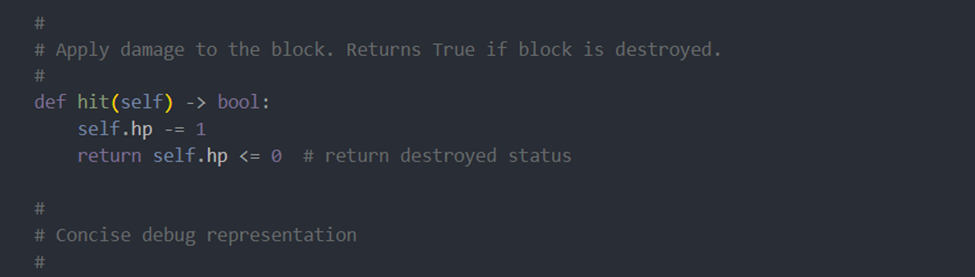 #
# Apply damage to the block. Returns True if block is destroyed.
#
def hit(self) -> bool:
    self.hp -= 1
    return self.hp <= 0  # return destroyed status
#
# Concise debug representation
#